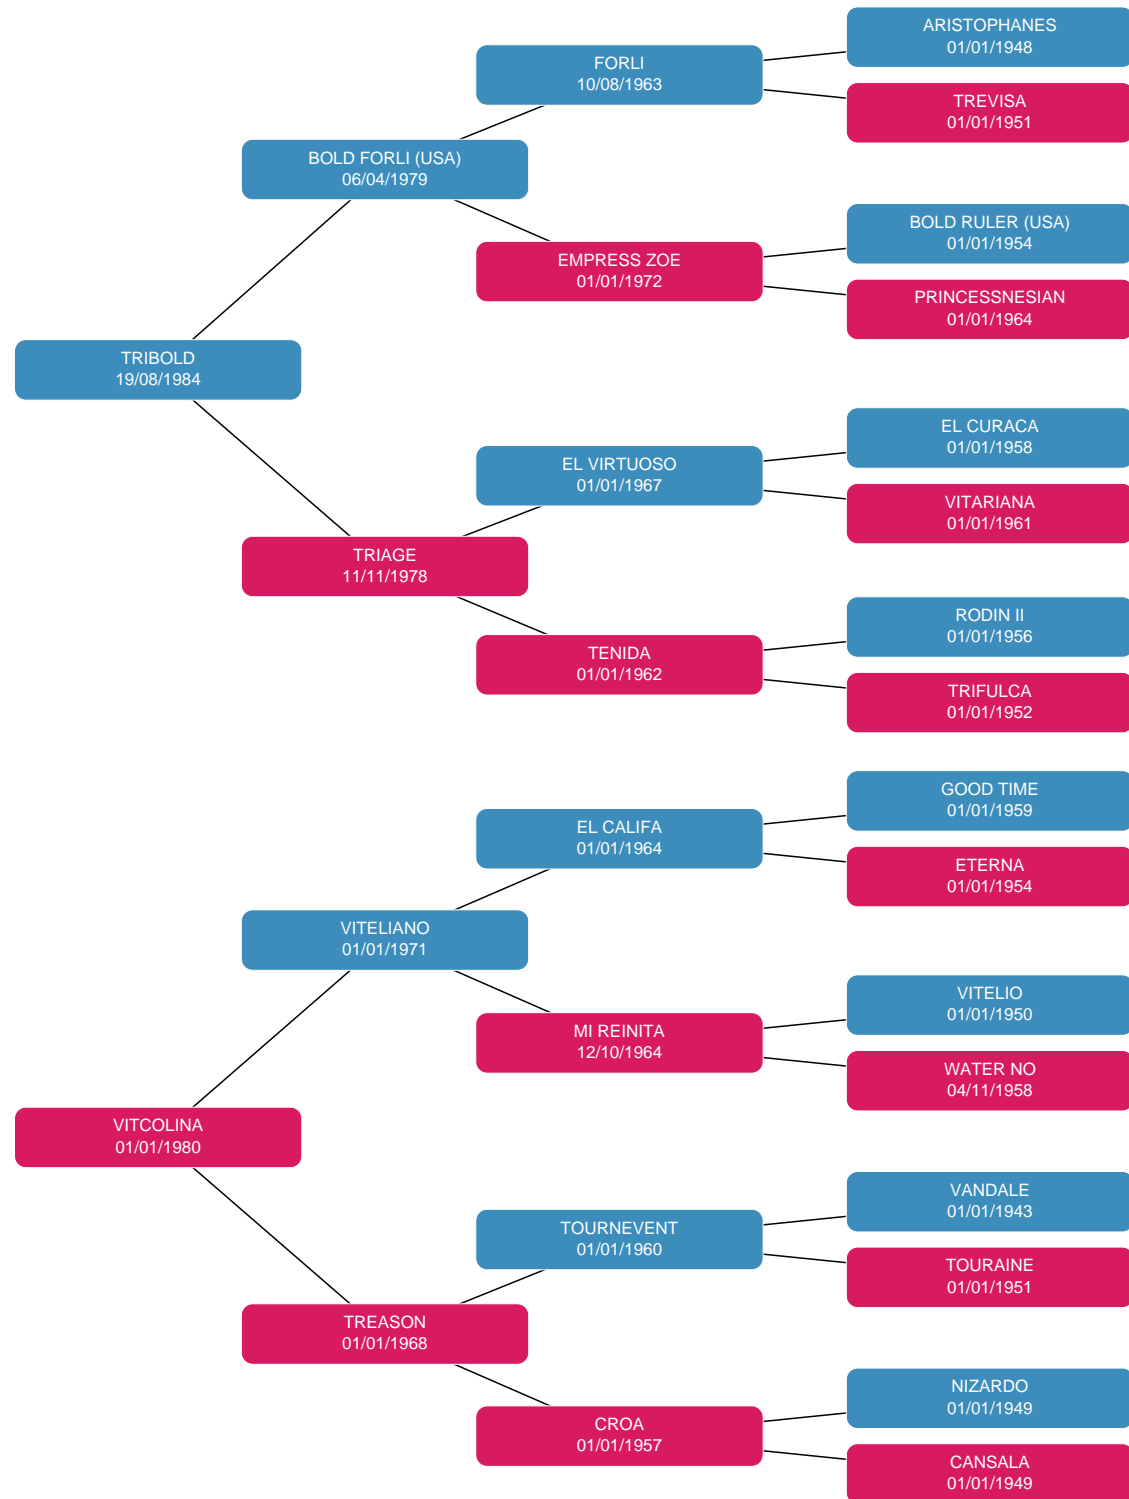 ARISTOPHANES
01/01/1948
FORLI
10/08/1963
TREVISA
01/01/1951
BOLD FORLI (USA)
06/04/1979
BOLD RULER (USA)
01/01/1954
EMPRESS ZOE
01/01/1972
PRINCESSNESIAN
01/01/1964
TRIBOLD
19/08/1984
EL CURACA
01/01/1958
EL VIRTUOSO
01/01/1967
VITARIANA
01/01/1961
TRIAGE
11/11/1978
RODIN II
01/01/1956
TENIDA
01/01/1962
TRIFULCA
01/01/1952
GOOD TIME
01/01/1959
EL CALIFA
01/01/1964
ETERNA
01/01/1954
VITELIANO
01/01/1971
VITELIO
01/01/1950
MI REINITA
12/10/1964
WATER NO
04/11/1958
VITCOLINA
01/01/1980
VANDALE
01/01/1943
TOURNEVENT
01/01/1960
TOURAINE
01/01/1951
TREASON
01/01/1968
NIZARDO
01/01/1949
CROA
01/01/1957
CANSALA
01/01/1949